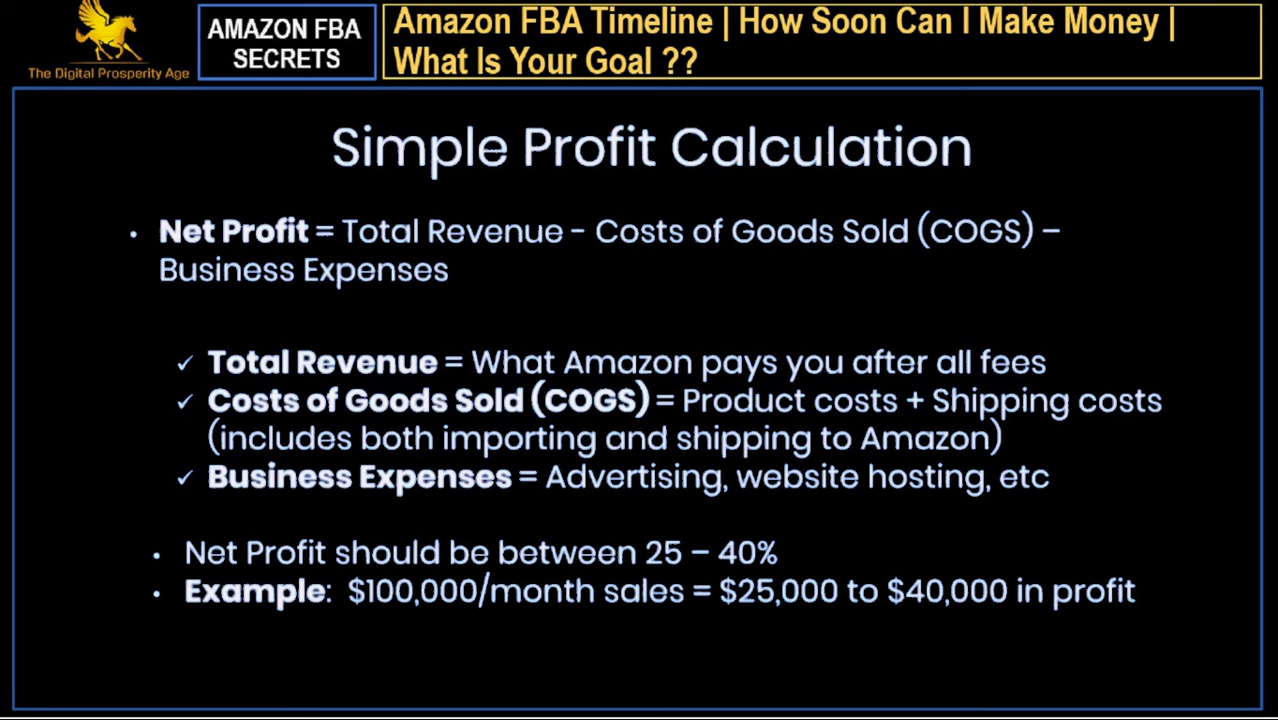 The Digital Prosperity Age
AMAZON FBA
SECRETS
Amazon FBA Timeline | How Soon Can I Make Money |
What Is Your Goal ??
Simple Profit Calculation
• Net Profit = Total Revenue - Costs of Goods Sold (COGS) –
Business Expenses
✓ Total Revenue = What Amazon pays you after all fees
✓ Costs of Goods Sold (COGS) = Product costs + Shipping costs
(includes both importing and shipping to Amazon)
✓ Business Expenses = Advertising, website hosting, etc
• Net Profit should be between 25 – 40%
• Example: $100,000/month sales = $25,000 to $40,000 in profit